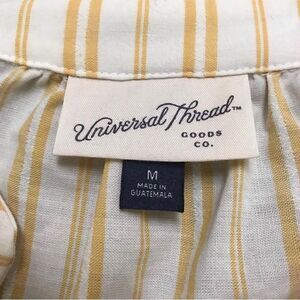 Universal Thread™
GOODS
CO.
M
MADE IN
GUATEMALA